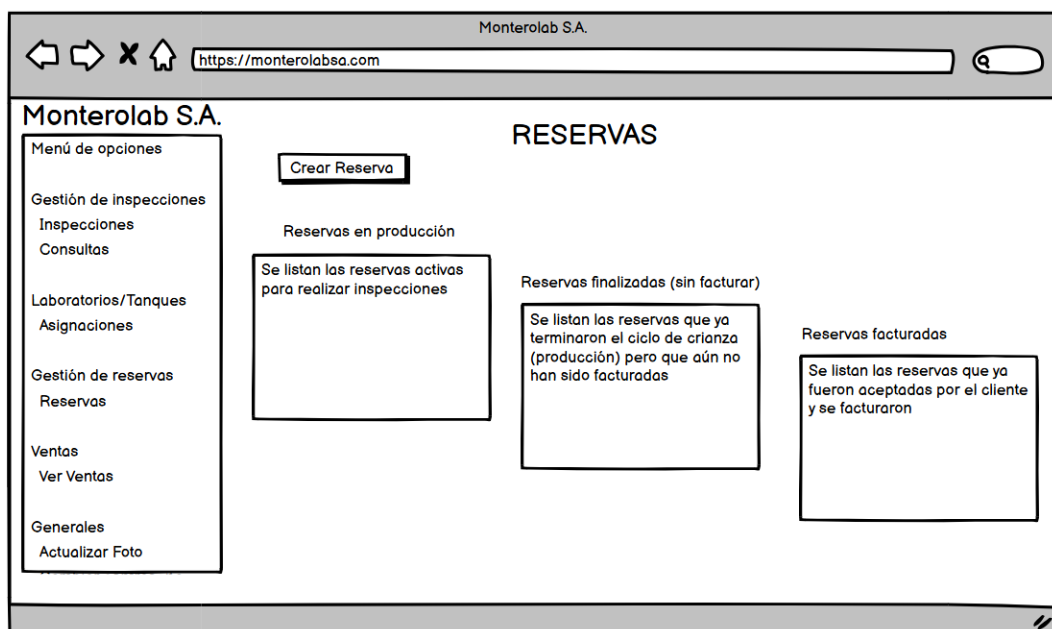 Monterolab S.A.
https://monterolabsa.com
Monterolab S.A.
Menú de opciones
Gestión de inspecciones
Inspecciones
Consultas
Laboratorios/Tanques
Asignaciones
Gestión de reservas
Reservas
Ventas
Ver Ventas
Generales
Actualizar Foto
RESERVAS
Crear Reserva
Reservas en producción
Se listan las reservas activas
para realizar inspecciones
Reservas finalizadas (sin facturar)
Se listan las reservas que ya
terminaron el ciclo de crianza
(producción) pero que aún no
han sido facturadas
Reservas facturadas
Se listan las reservas que ya
fueron aceptadas por el cliente
y se facturaron